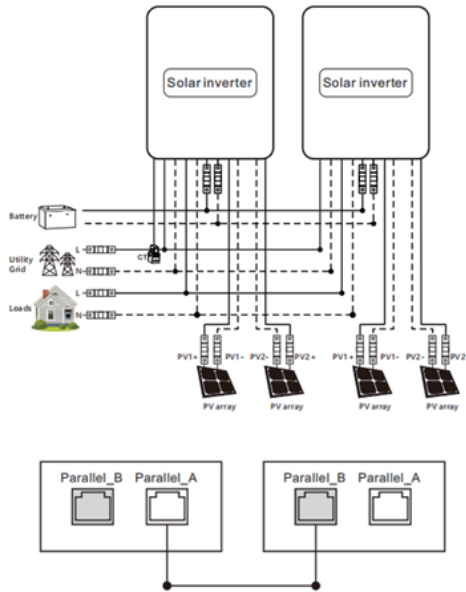 Solar inverter
Solar inverter
Battery
CT
Utility
Grid
L
N
Loads
L
N
PV1+ PV1- PV2- PV2+ PV1+ PV1- PV2- PV2
PV array PV array PV array PV array
Parallel_B Parallel_A
Parallel_B Parallel_A